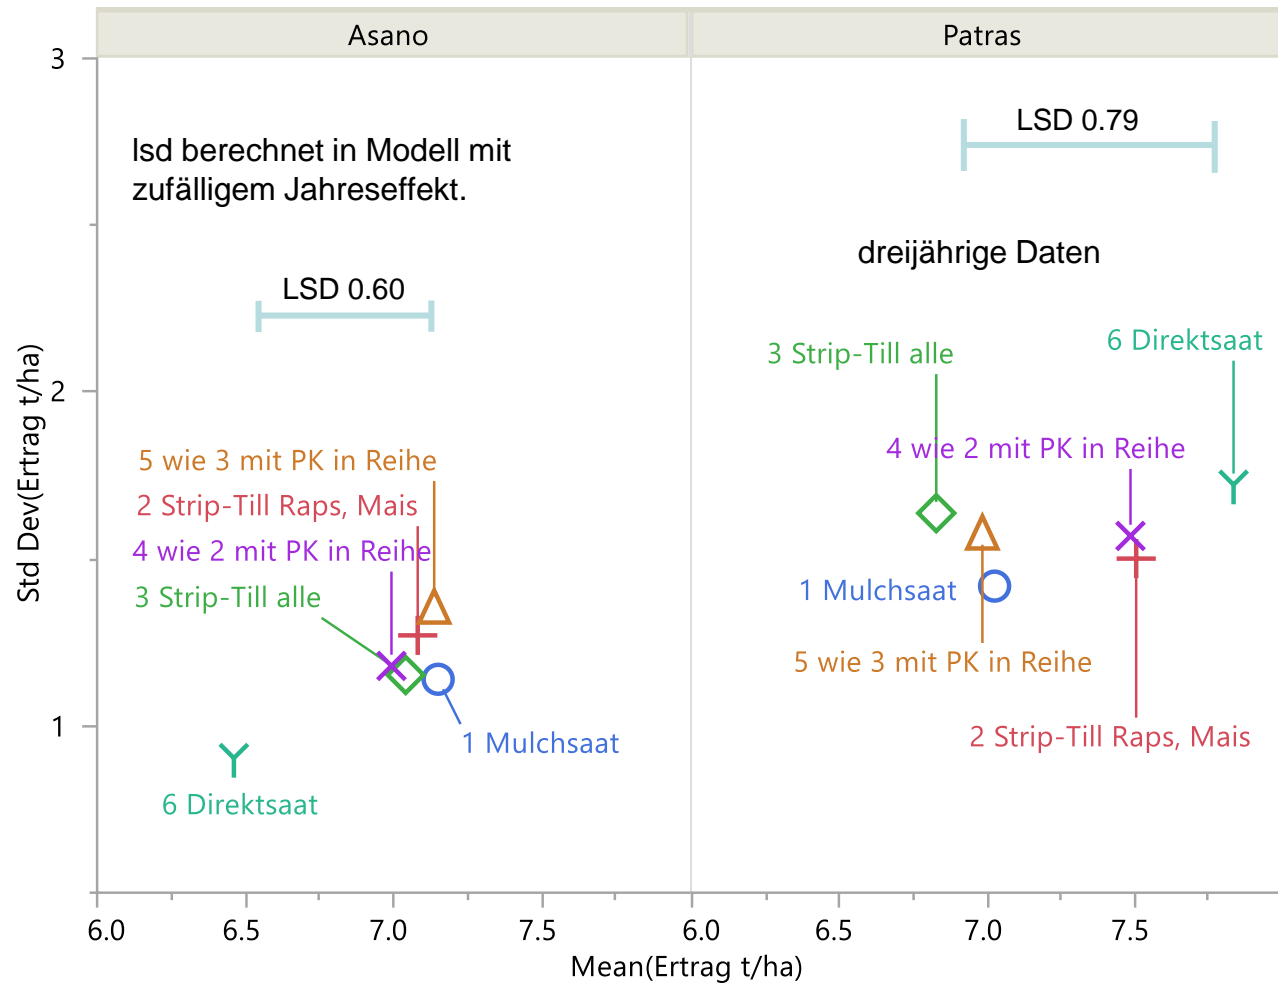 Asano
Patras
3
2
1
Std Dev(Ertrag t/ha)
lsd berechnet in Modell mit
zufälligem Jahreseffekt.
LSD 0.60
5 wie 3 mit PK in Reihe
2 Strip-Till Raps, Mais
4 wie 2 mit PK in Reihe
3 Strip-Till alle
1 Mulchsaat
6 Direktsaat
LSD 0.79
dreijährige Daten
6 Direktsaat
3 Strip-Till alle
4 wie 2 mit PK in Reihe
1 Mulchsaat
5 wie 3 mit PK in Reihe
2 Strip-Till Raps, Mais
6.0 6.5 7.0 7.5 6.0 6.5 7.0 7.5
Mean(Ertrag t/ha)